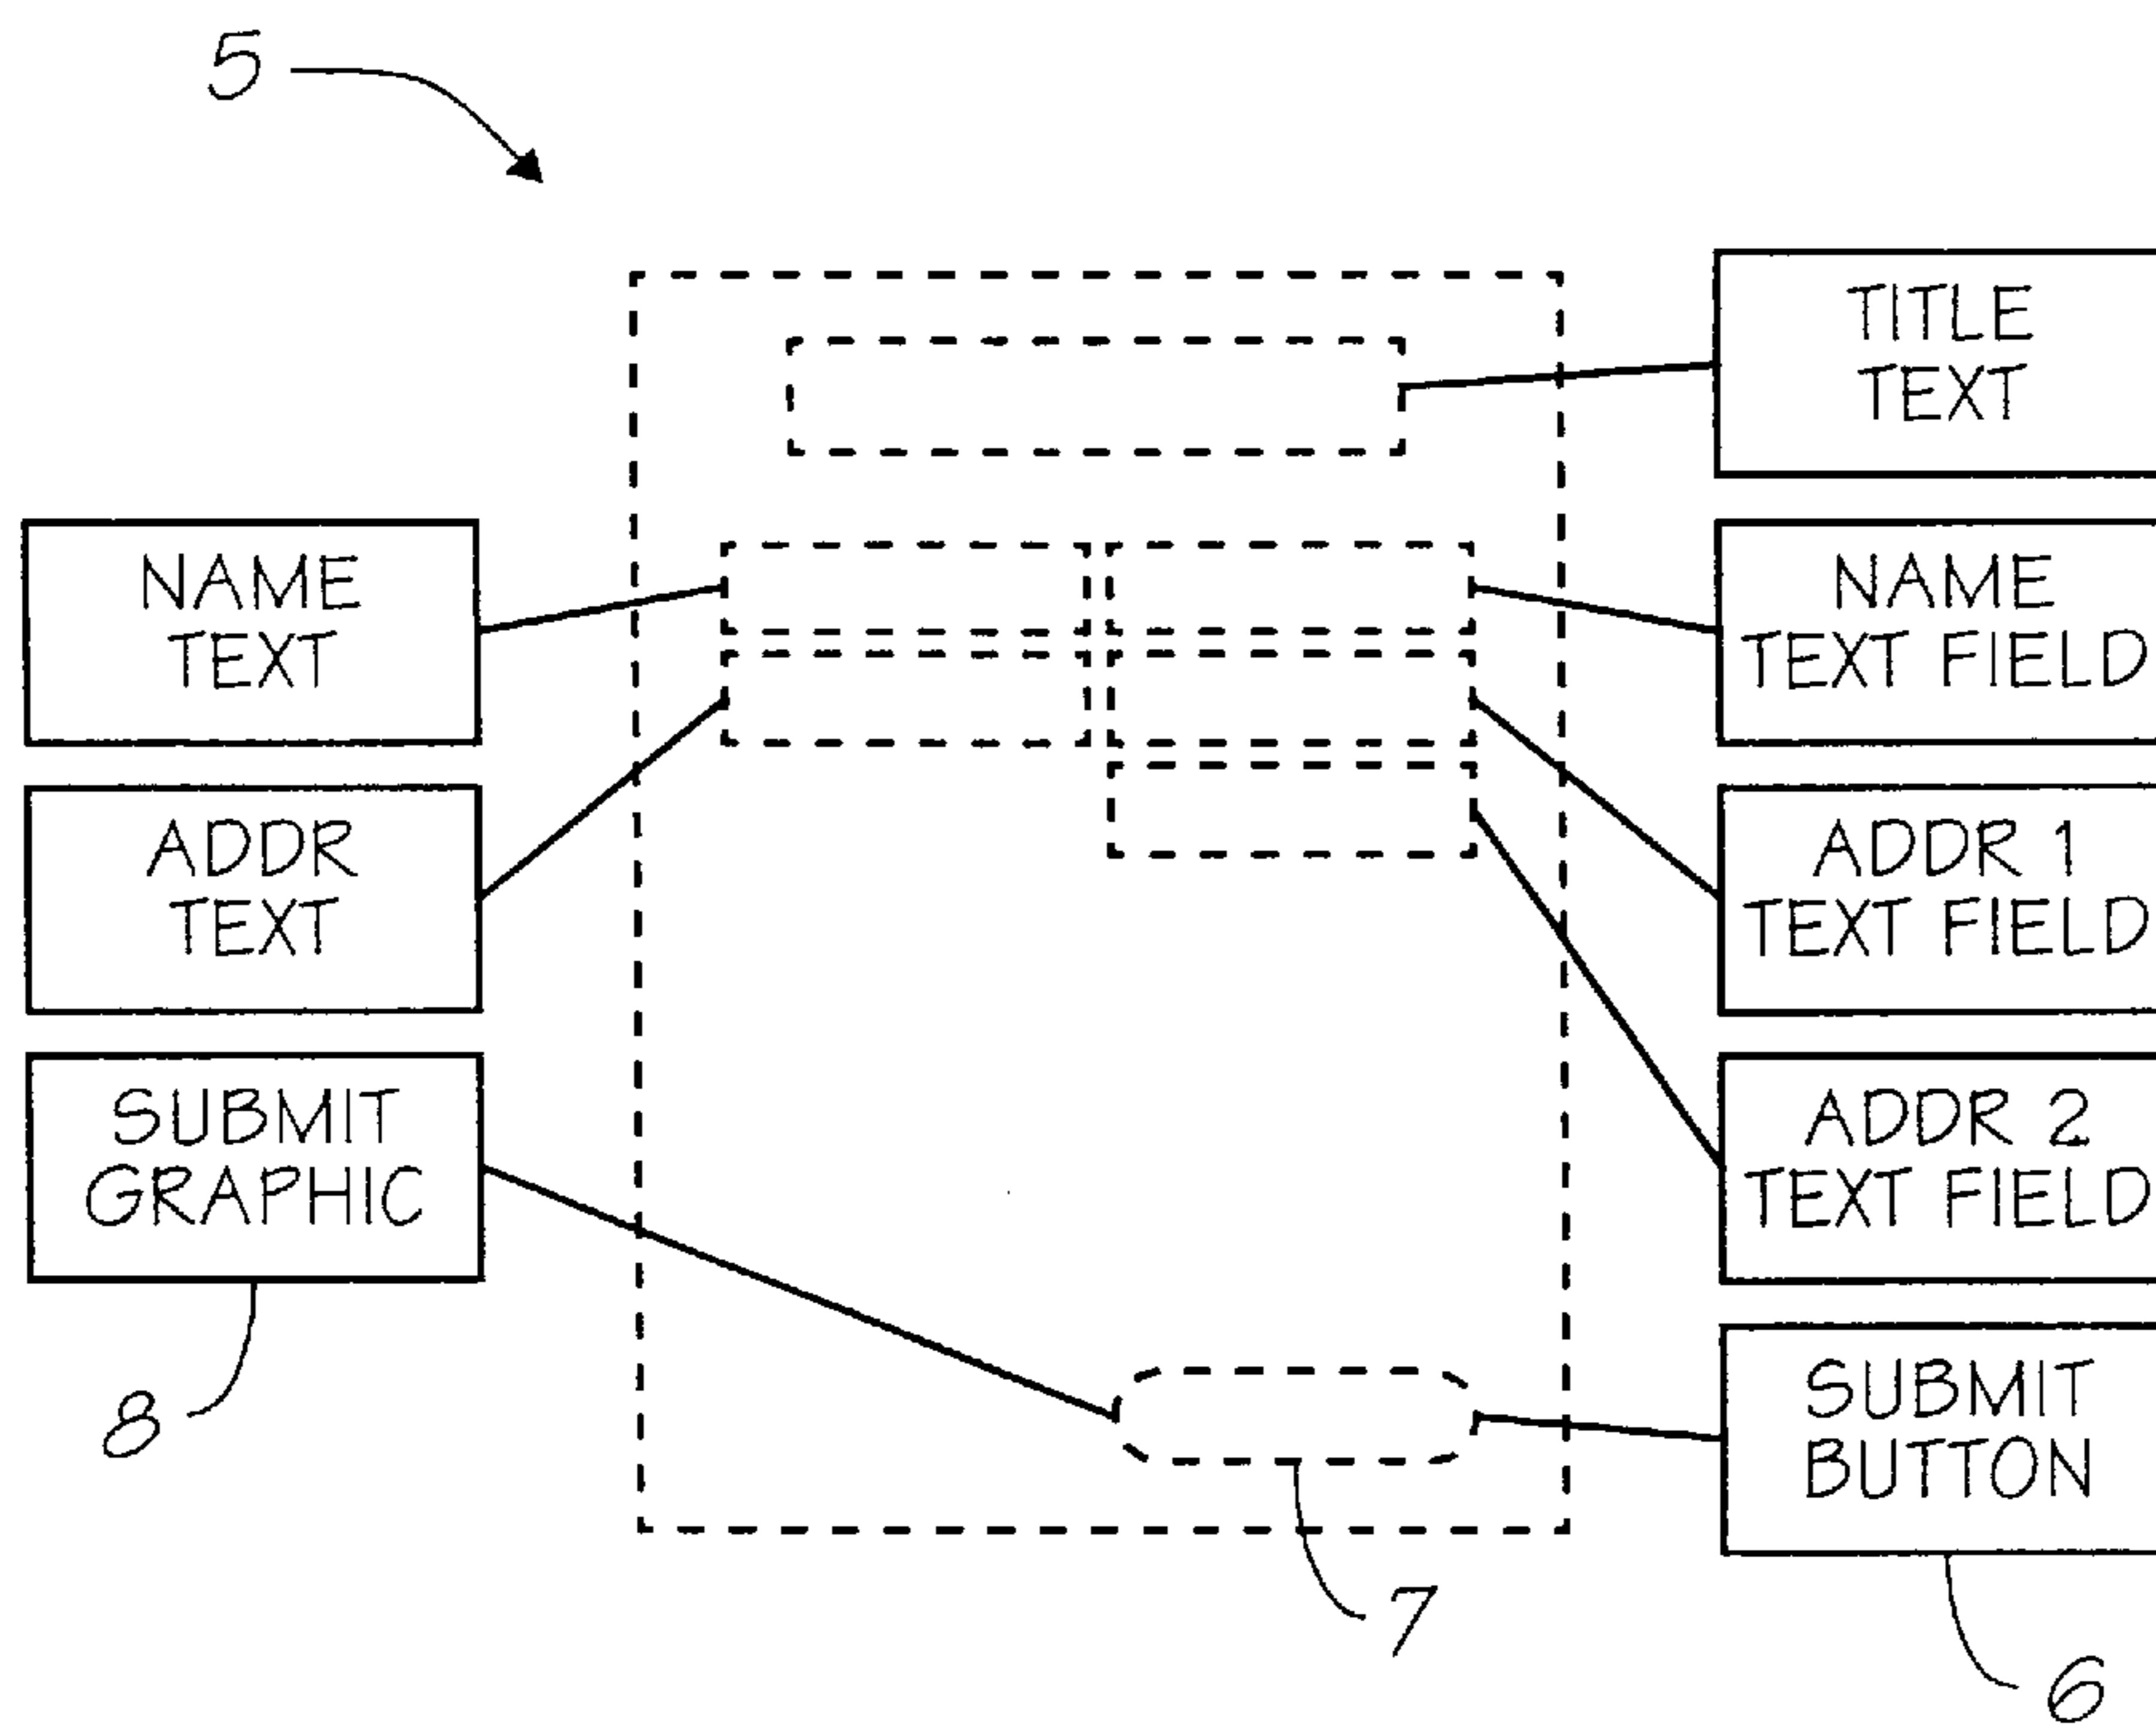 5
TITLE
TEXT
NAME
TEXT
NAME
TEXT FIELD
ADDR
TEXT
ADDR 1
TEXT FIELD
SUBMIT
GRAPHIC
ADDR 2
TEXT FIELD
8
SUBMIT
BUTTON
7
6